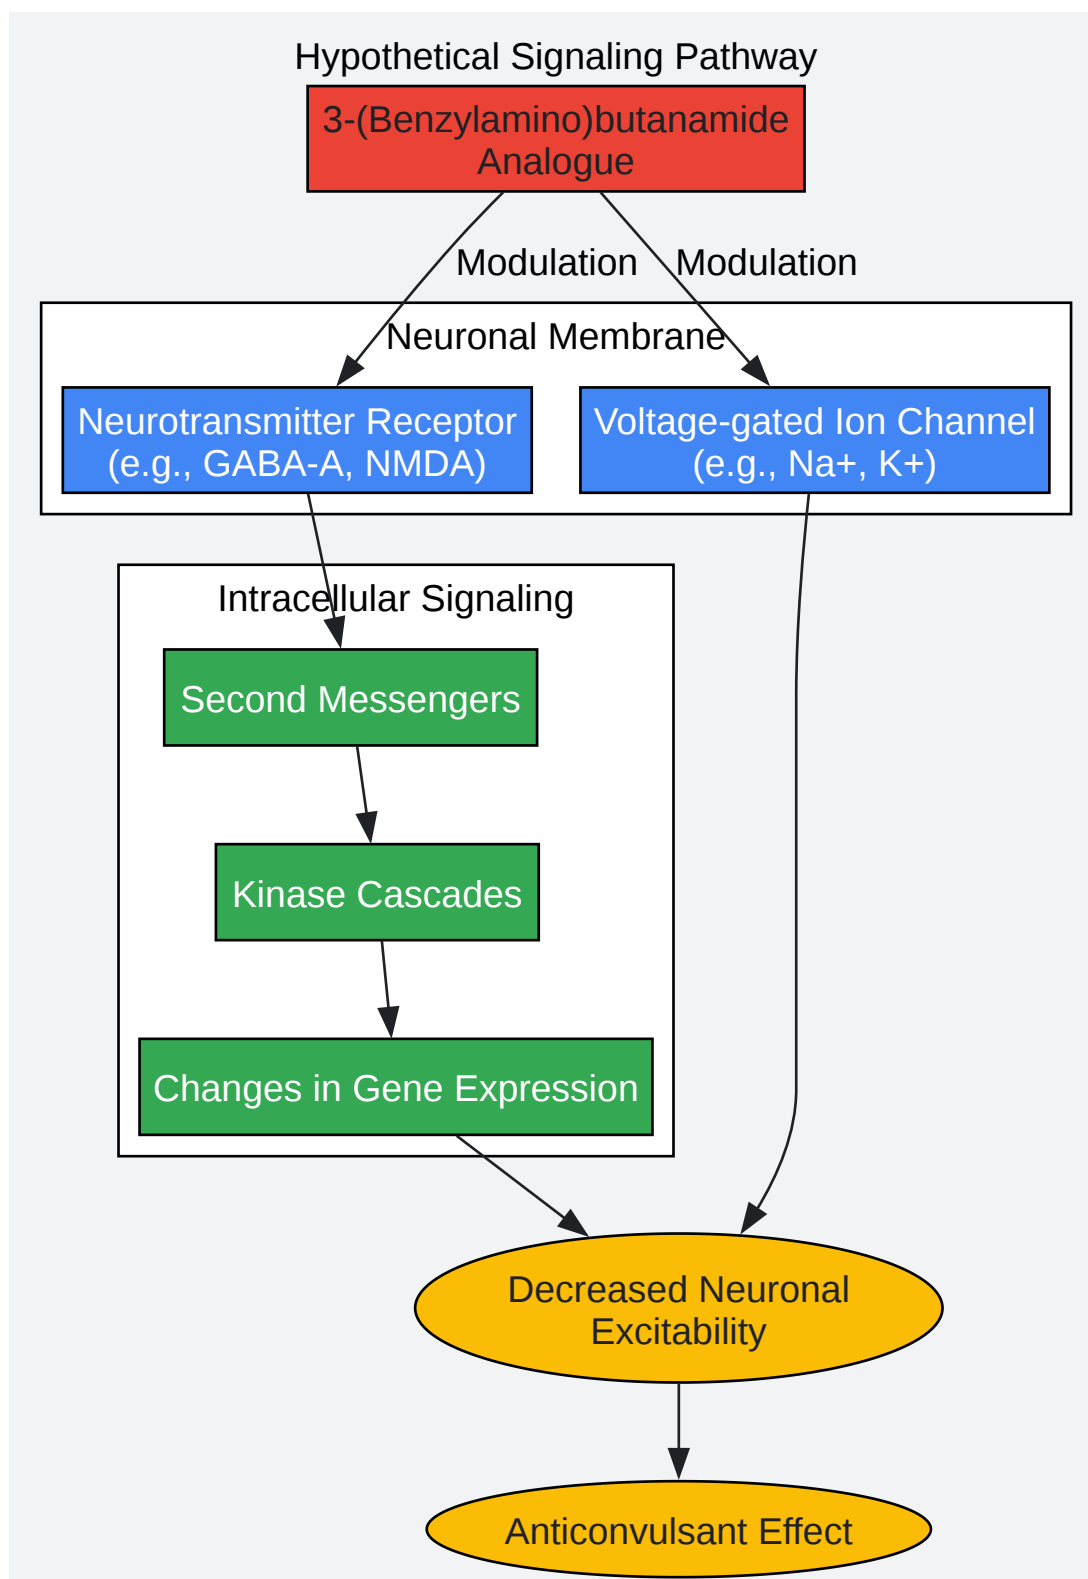 Hypothetical Signaling Pathway
3-(Benzylamino)butanamide
Analogue
Modulation
Modulation
Neuronal Membrane
Neurotransmitter Receptor
(e.g., GABA-A, NMDA)
Voltage-gated Ion Channel
(e.g., Na+, K+)
Intracellular Signaling
Second Messengers
Kinase Cascades
Changes in Gene Expression
Decreased Neuronal
Excitability
Anticonvulsant Effect